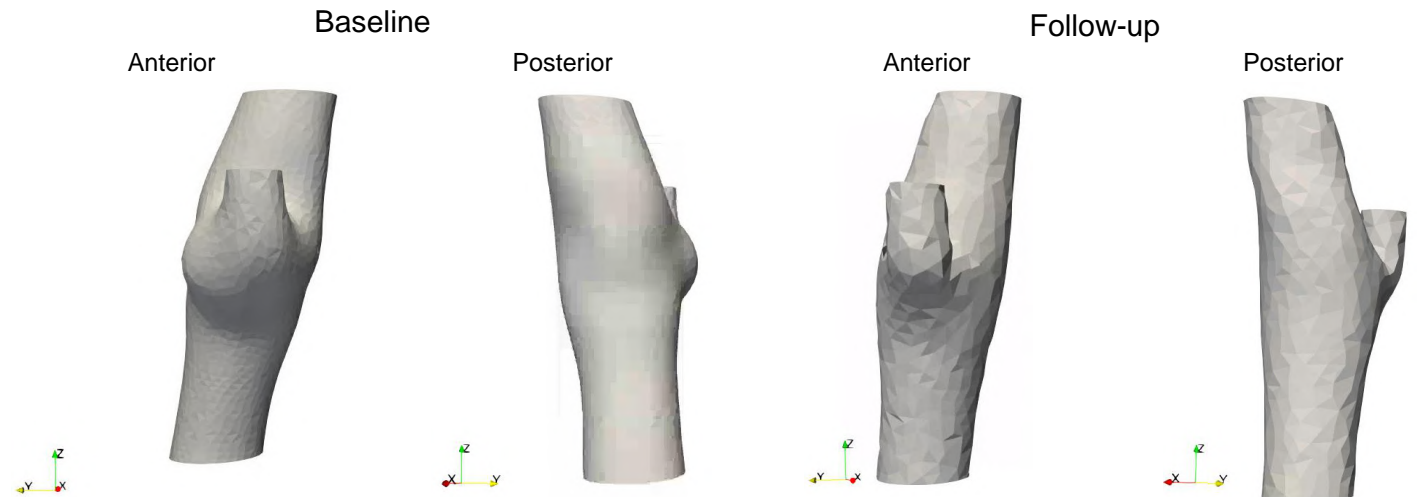 Baseline
Follow-up
Anterior
Posterior
Anterior
Posterior
Z
Y
X
Z
X
Y
Z
Y
X
Z
X
Y